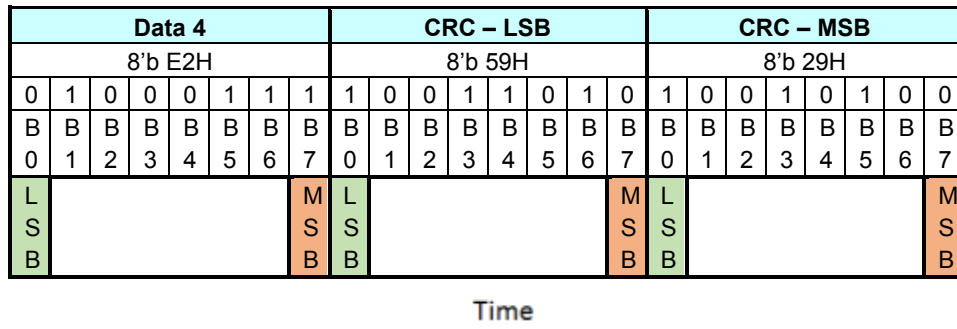 Data 4 CRC – LSB CRC – MSB
8'b E2H 8'b 59H 8'b 29H
0 1 0 0 0 1 1 1 1 0 0 1 1 0 1 0 1 0 0 1 0 1 0 0
B B B B B B B B B B B B B B B B B B B B B B B B
0 1 2 3 4 5 6 7 0 1 2 3 4 5 6 7 0 1 2 3 4 5 6 7
L M L M L M
S S S S S S
B B B B B B
Time